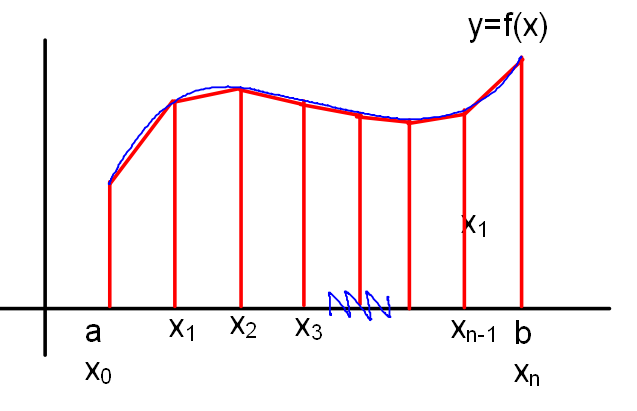 y=f(x)
x₁
a x₁ x₂ x₃ xₙ₋₁ b
x₀ xₙ